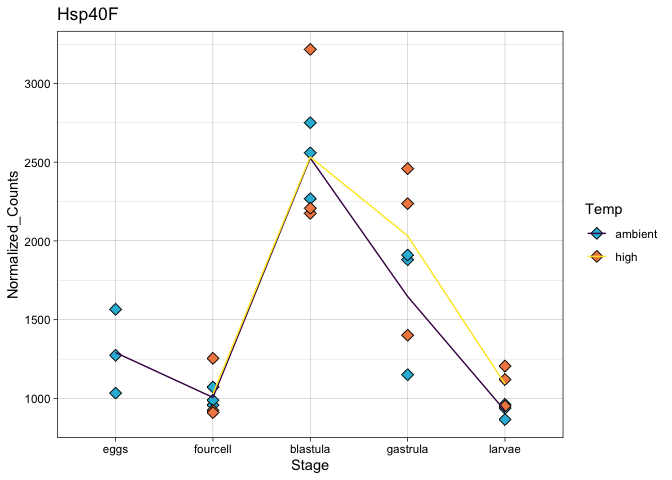 Hsp40F
3000
2500
2000
1500
1000
Normalized_Counts
eggs fourcell blastula gastrula larvae
Stage
Temp
ambient
high